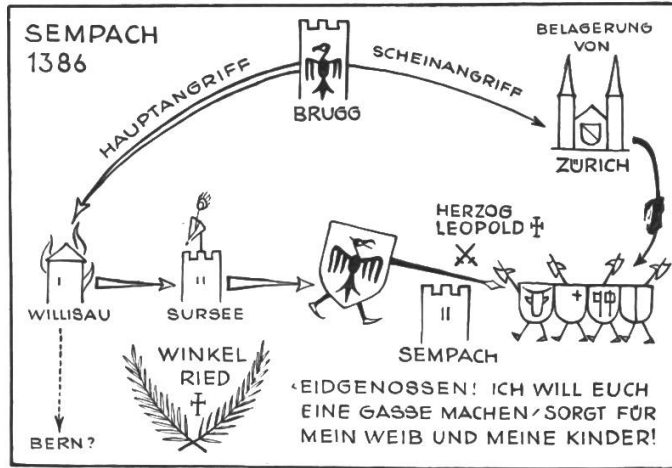 SEMPACH
1386
HAUPTANGRIFF
BRUGG
SCHEINANGRIFF
BELAGERUNG
VON
ZÜRICH
HERZOG
LEOPOLD
WILLISAU
SURSEE
SEMPACH
WINKEL
RIED
BERN?
EIDGENOSSEN! ICH WILL EUCH
EINE GASSE MACHEN/SORGT FÜR
MEIN WEIB UND MEINE KINDER!